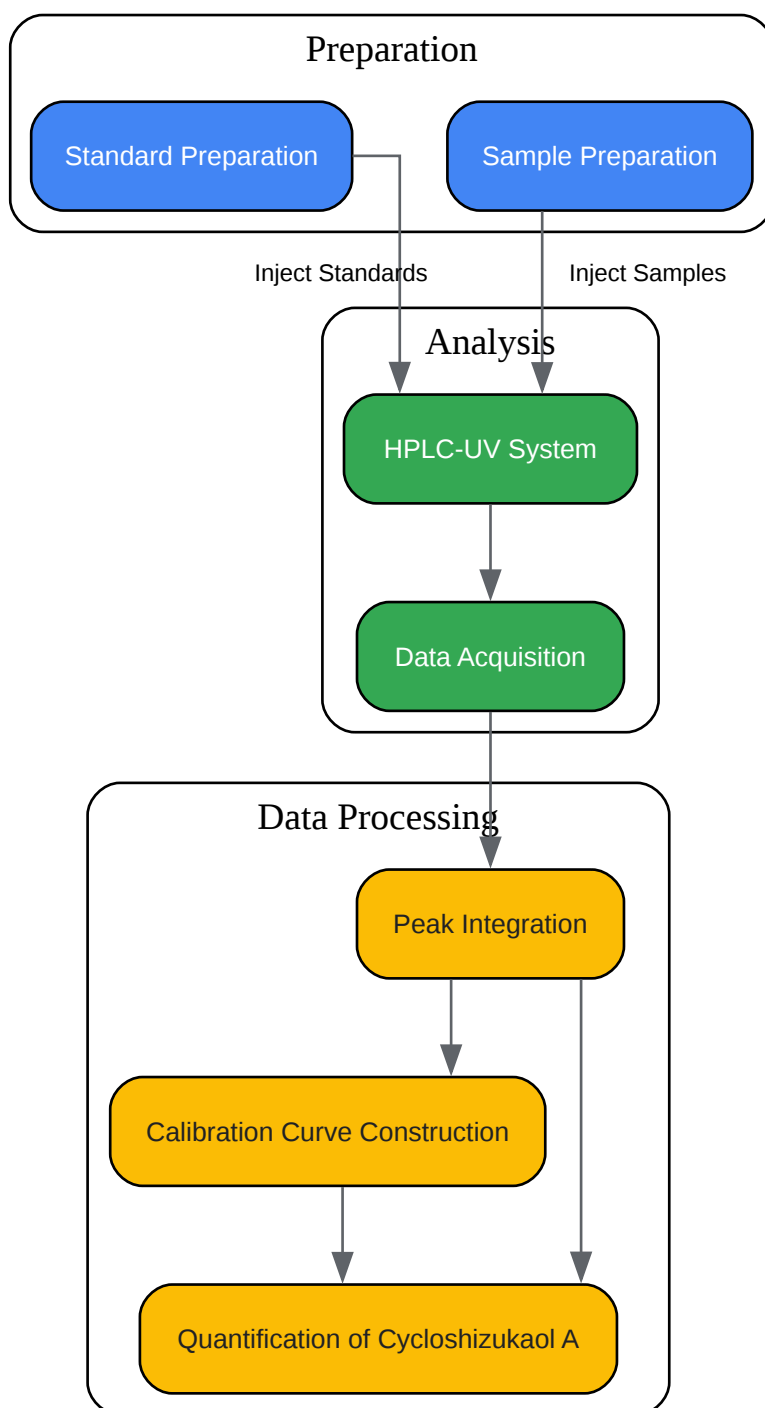 Preparation
Standard Preparation
Sample Preparation
Inject Standards
Inject Samples
Analysis
HPLC-UV System
Data Acquisition
Data Processing
Peak Integration
Calibration Curve Construction
Quantification of Cycloshizukaol A